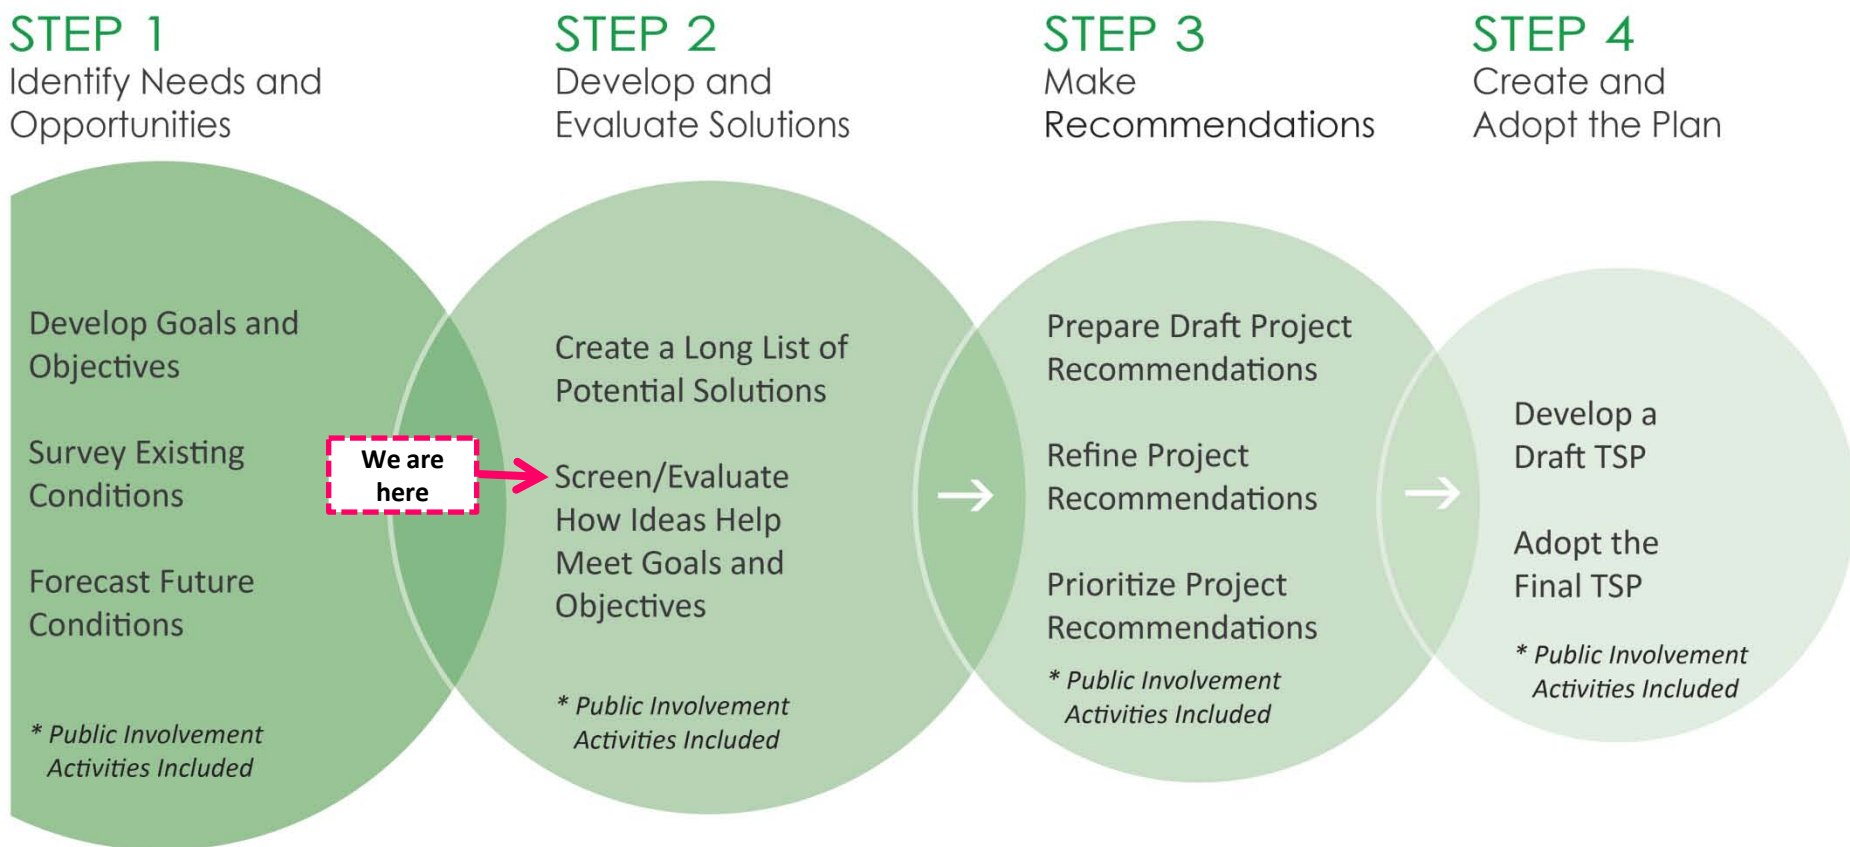 STEP 1
Identify Needs and
Opportunities
STEP 2
Develop and
Evaluate Solutions
STEP 3
Make
Recommendations
STEP 4
Create and
Adopt the Plan
Develop Goals and
Objectives
Survey Existing
Conditions
Forecast Future
Conditions
* Public Involvement
Activities Included
We are
here
Create a Long List of
Potential Solutions
Screen/Evaluate
How Ideas Help
Meet Goals and
Objectives
* Public Involvement
Activities Included
Prepare Draft Project
Recommendations
Refine Project
Recommendations
Prioritize Project
Recommendations
* Public Involvement
Activities Included
Develop a
Draft TSP
Adopt the
Final TSP
* Public Involvement
Activities Included